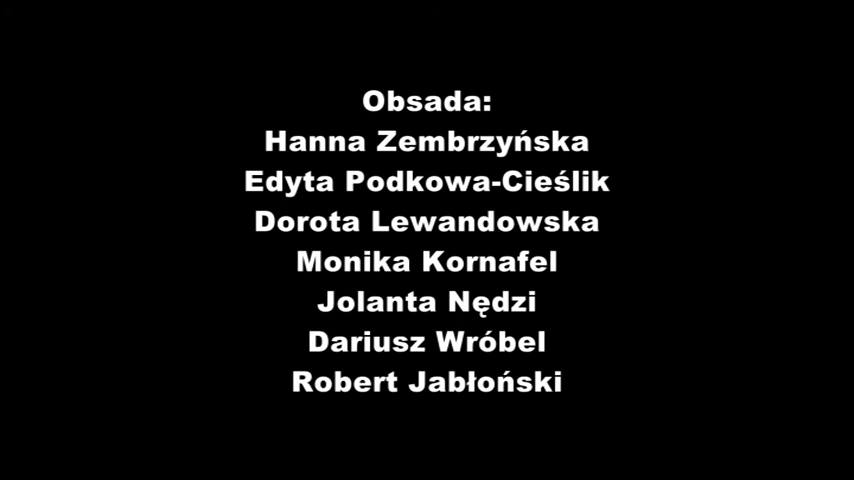 Obsada:
Hanna Zembrzyńska
Edyta Podkowa-Cieślik
Dorota Lewandowska
Monika Kornafel
Jolanta Nędzi
Dariusz Wróbel
Robert Jabłoński